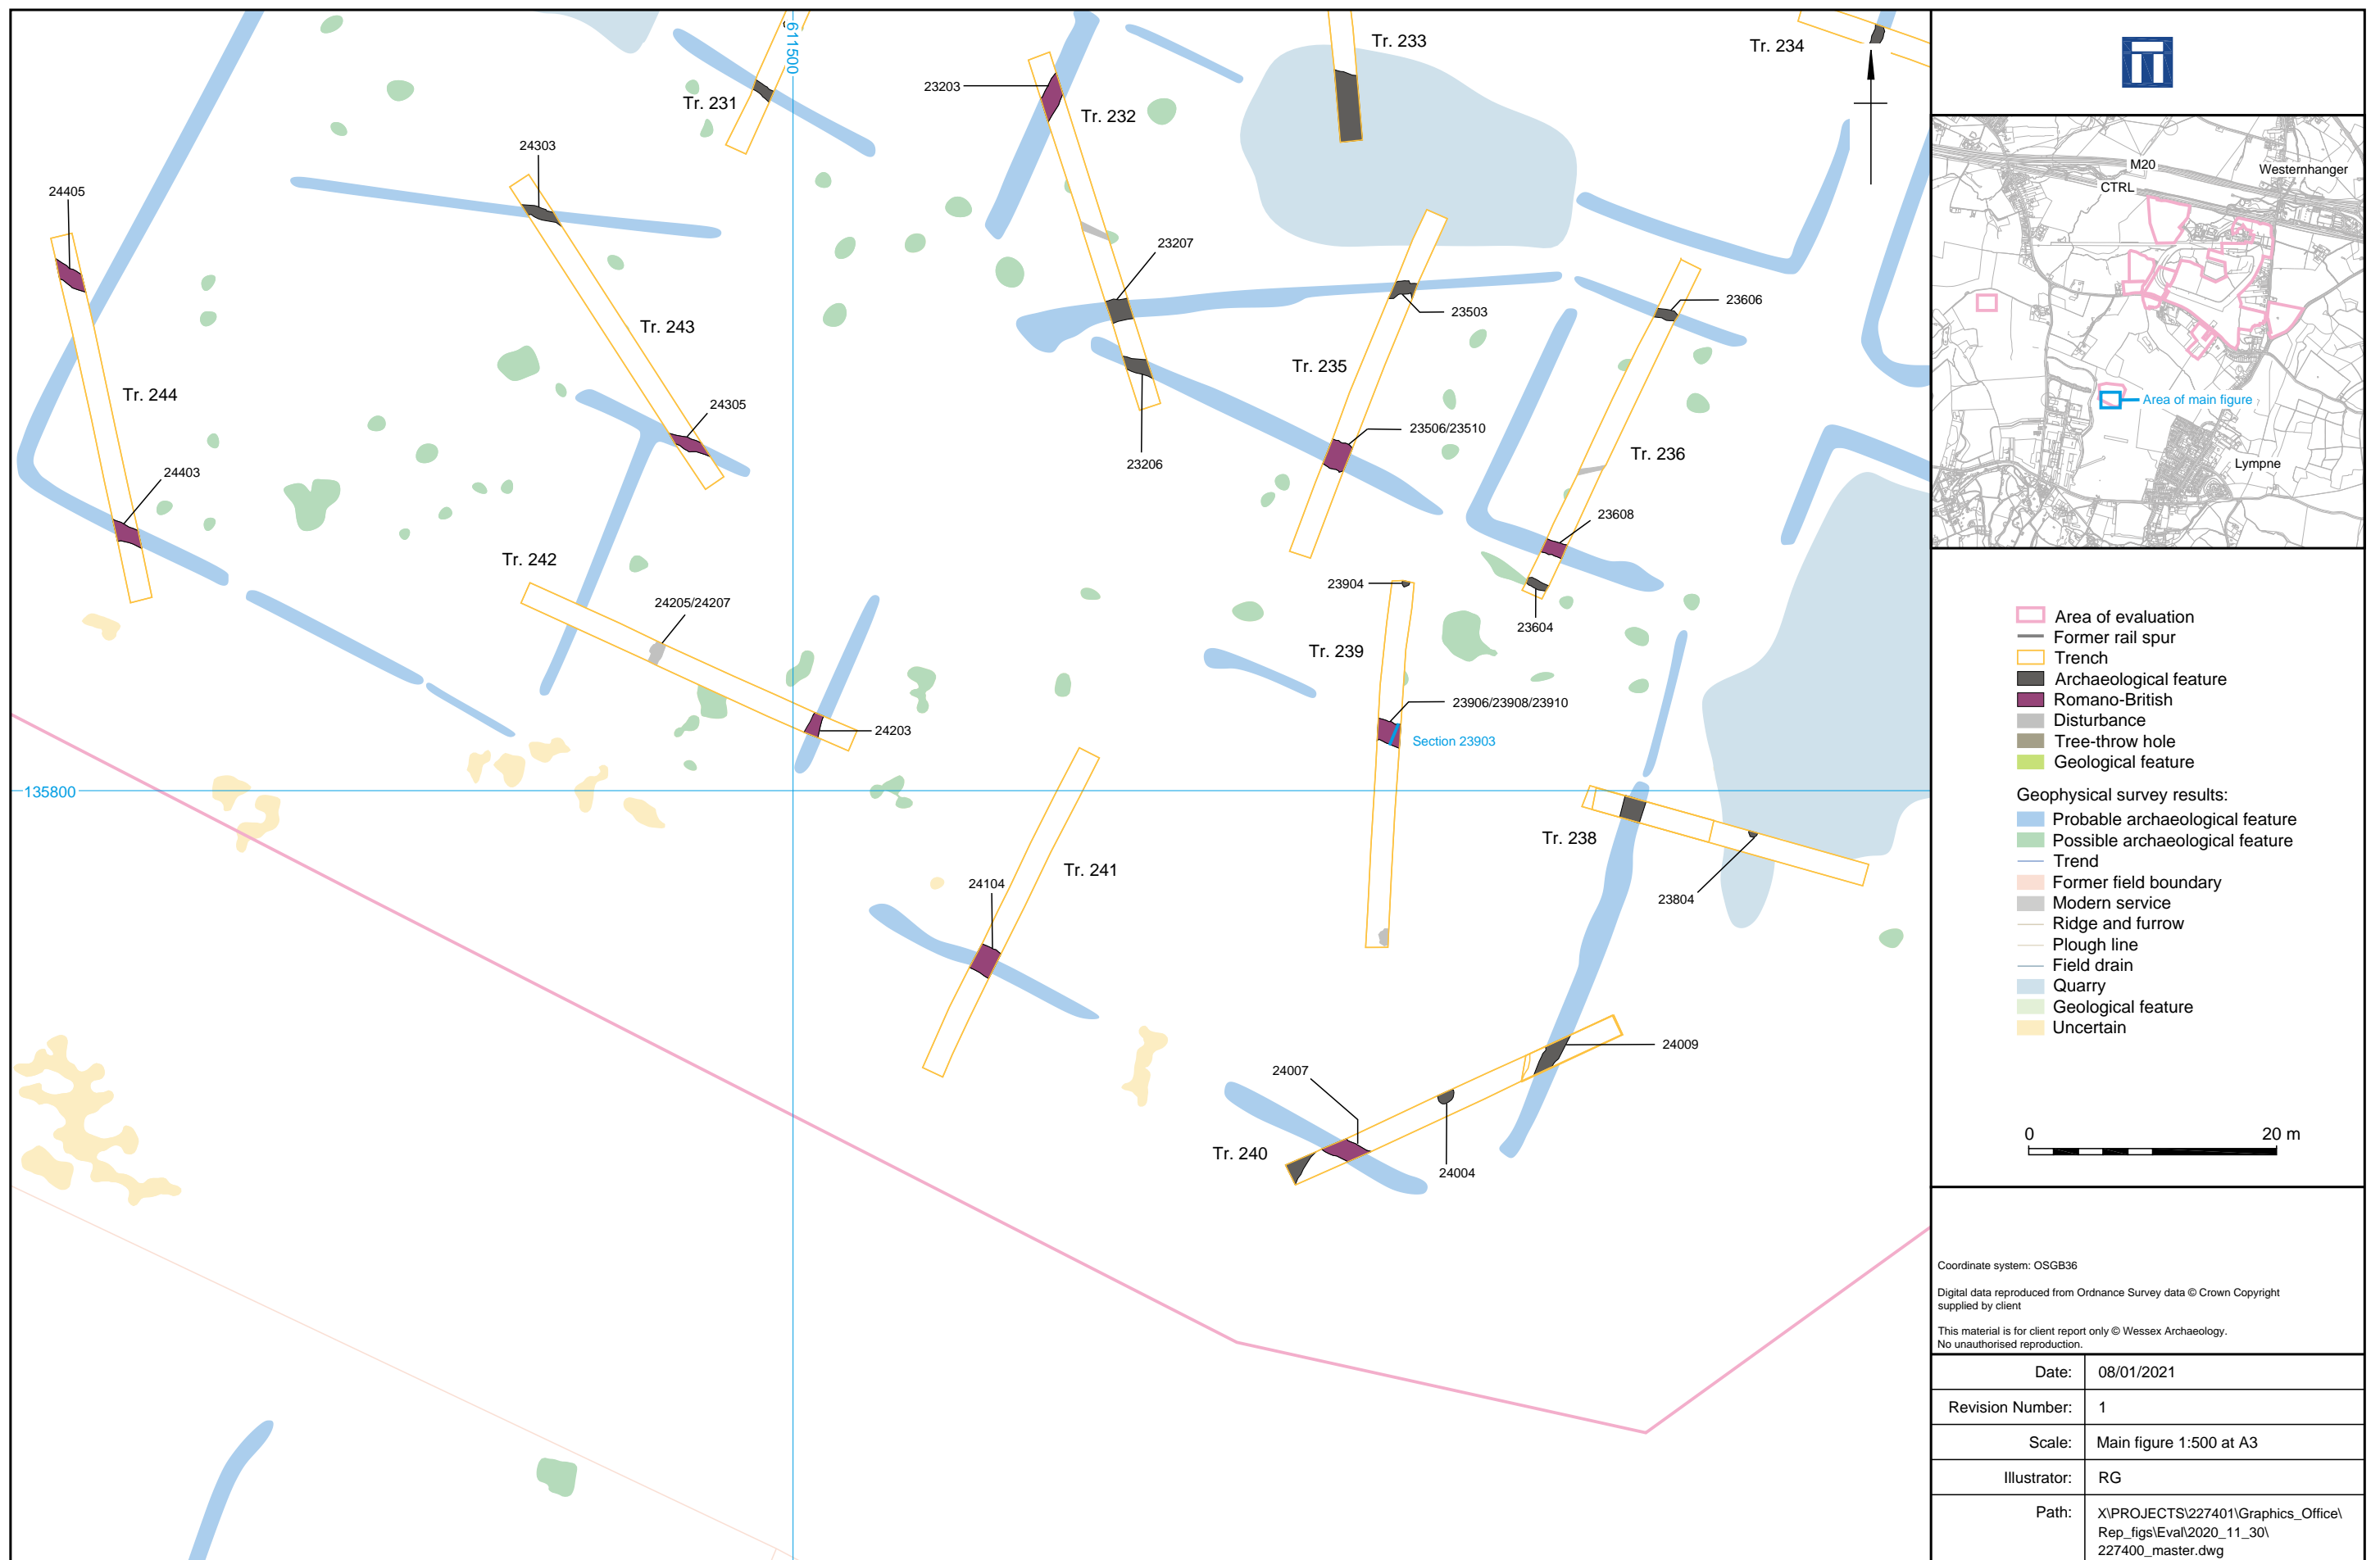 611500
Tr. 233
Tr. 234
Tr. 231
23203
Tr. 232
24303
24405
23207
23606
23503
Tr. 243
Tr. 235
Tr. 244
24305
23506/23510
Tr. 236
23206
24403
23608
Tr. 242
23904
24205/24207
23604
Tr. 239
23906/23908/23910
24203
Section 23903
135800
Tr. 238
Tr. 241
24104
23804
24009
24007
Tr. 240
24004
M20
Westernhanger
CTRL
Area of main figure
Lympne
Area of evaluation
Former rail spur
Trench
Archaeological feature
Romano-British
Disturbance
Tree-throw hole
Geological feature
Geophysical survey results:
Probable archaeological feature
Possible archaeological feature
Trend
Former field boundary
Modern service
Ridge and furrow
Plough line
Field drain
Quarry
Geological feature
Uncertain
0 20 m
Coordinate system: OSGB36
Digital data reproduced from Ordnance Survey data © Crown Copyright
supplied by client
This material is for client report only © Wessex Archaeology.
No unauthorised reproduction.
Date: 08/01/2021
Revision Number: 1
Scale: Main figure 1:500 at A3
Illustrator: RG
Path: X\PROJECTS\227401\Graphics_Office\
Rep_figs\Eval\2020_11_30\
227400_master.dwg